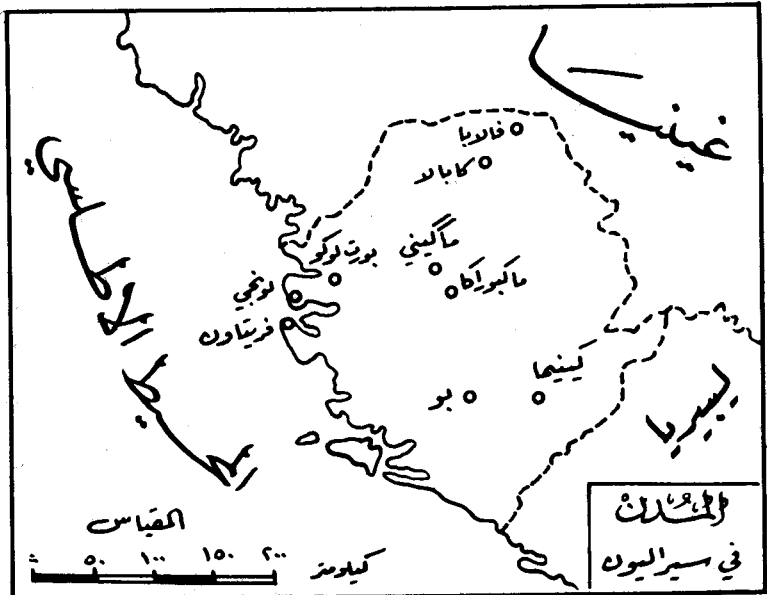 غينيا
فالابا
كابالا
ماكيني
بورت لوكو
ماكبوراكا
لونجي
فريتاون
المحيط الأطلسي
كينيما
بو
ليبيريا
المدن
في سيراليون
المقياس
٠ ٥٠ ١٠٠ ١٥٠ ٢٠٠
كيلومتر